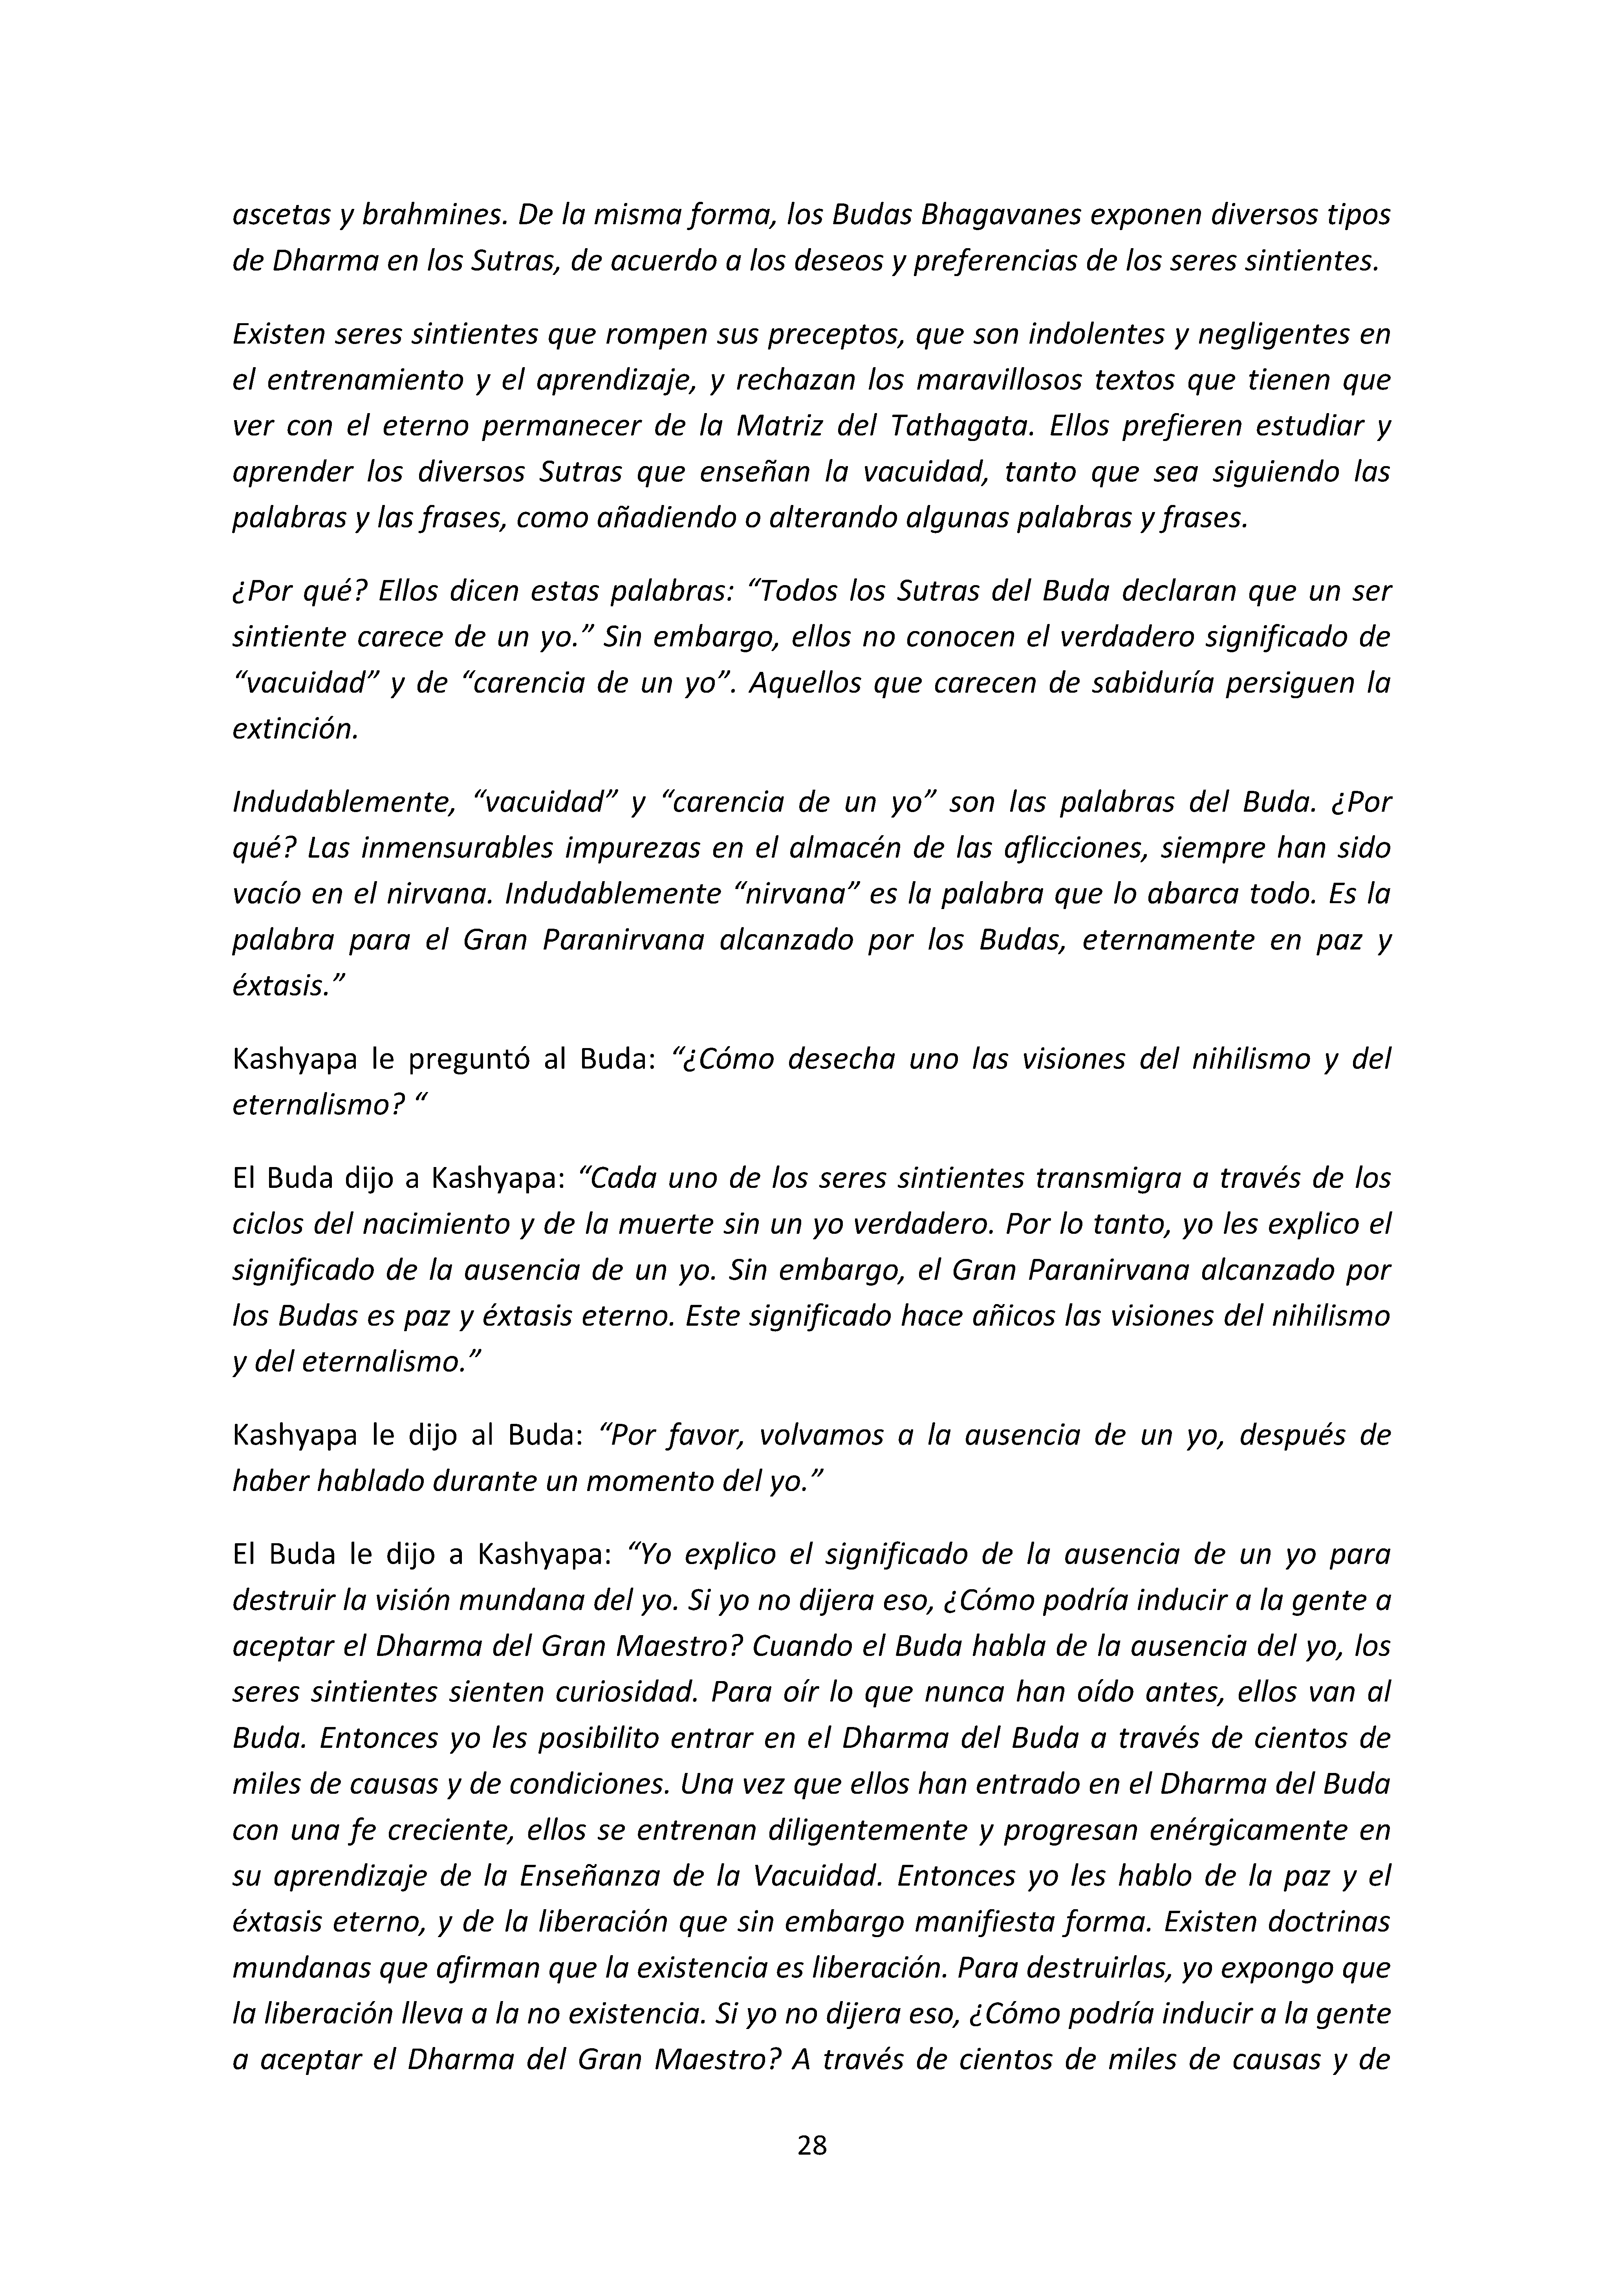 ascetas y brahmines. De la misma forma, los Budas Bhagavanes exponen diversos tipos
de Dharma en los Sutras, de acuerdo a los deseos y preferencias de los seres sintientes.
Existen seres sintientes que rompen sus preceptos, que son indolentes y negligentes en
el entrenamiento y el aprendizaje, y rechazan los maravillosos textos que tienen que
ver con el eterno permanecer de la Matriz del Tathagata. Ellos prefieren estudiar y
aprender los diversos Sutras que enseñan la vacuidad, tanto que sea siguiendo las
palabras y las frases, como añadiendo o alterando algunas palabras y frases.
¿Por qué? Ellos dicen estas palabras: “Todos los Sutras del Buda declaran que un ser
sintiente carece de un yo.” Sin embargo, ellos no conocen el verdadero significado de
“vacuidad” y de “carencia de un yo”. Aquellos que carecen de sabiduría persiguen la
extinción.
Indudablemente, “vacuidad” y “carencia de un yo” son las palabras del Buda. ¿Por
qué? Las inmensurables impurezas en el almacén de las aflicciones, siempre han sido
vacío en el nirvana. Indudablemente “nirvana” es la palabra que lo abarca todo. Es la
palabra para el Gran Paranirvana alcanzado por los Budas, eternamente en paz y
éxtasis.”
Kashyapa le preguntó al Buda: “¿Cómo desecha uno las visiones del nihilismo y del
eternalismo? “
El Buda dijo a Kashyapa: “Cada uno de los seres sintientes transmigra a través de los
ciclos del nacimiento y de la muerte sin un yo verdadero. Por lo tanto, yo les explico el
significado de la ausencia de un yo. Sin embargo, el Gran Paranirvana alcanzado por
los Budas es paz y éxtasis eterno. Este significado hace añicos las visiones del nihilismo
y del eternalismo.”
Kashyapa le dijo al Buda: “Por favor, volvamos a la ausencia de un yo, después de
haber hablado durante un momento del yo.”
El Buda le dijo a Kashyapa: “Yo explico el significado de la ausencia de un yo para
destruir la visión mundana del yo. Si yo no dijera eso, ¿Cómo podría inducir a la gente a
aceptar el Dharma del Gran Maestro? Cuando el Buda habla de la ausencia del yo, los
seres sintientes sienten curiosidad. Para oír lo que nunca han oído antes, ellos van al
Buda. Entonces yo les posibilito entrar en el Dharma del Buda a través de cientos de
miles de causas y de condiciones. Una vez que ellos han entrado en el Dharma del Buda
con una fe creciente, ellos se entrenan diligentemente y progresan enérgicamente en
su aprendizaje de la Enseñanza de la Vacuidad. Entonces yo les hablo de la paz y el
éxtasis eterno, y de la liberación que sin embargo manifiesta forma. Existen doctrinas
mundanas que afirman que la existencia es liberación. Para destruirlas, yo expongo que
la liberación lleva a la no existencia. Si yo no dijera eso, ¿Cómo podría inducir a la gente
a aceptar el Dharma del Gran Maestro? A través de cientos de miles de causas y de
28